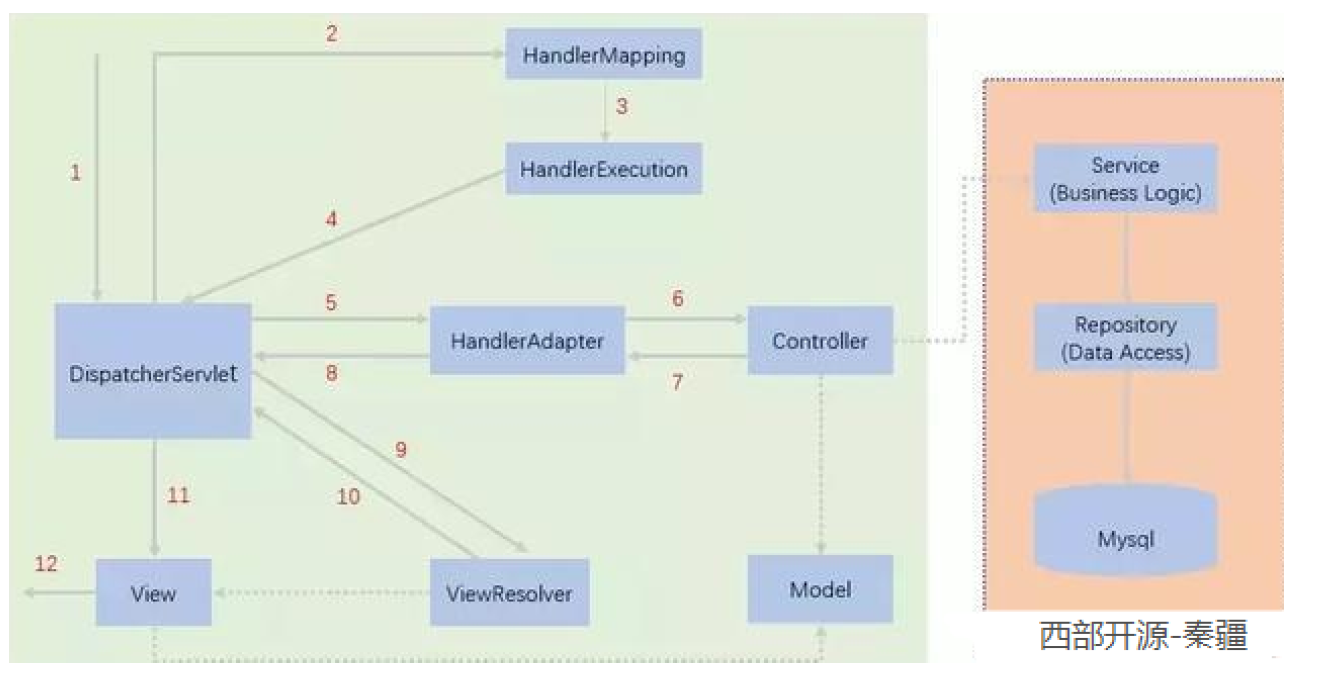 2
HandlerMapping
3
1
HandlerExecution
4
Service
(Business Logic)
5
6
HandlerAdapter
Controller
Repository
(Data Access)
DispatcherServlet
8
7
9
10
11
12
View
ViewResolver
Model
Mysql
西部开源-秦疆